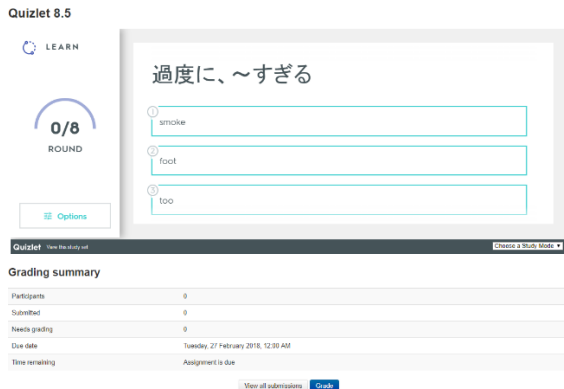 Quizlet 8.5
LEARN
過度に、～すぎる
1
smoke
0/8
ROUND
2
foot
3
too
Options
Quizlet View this study set
Choose a Study Mode
Grading summary
Participants 0
Submitted 0
Needs grading 0
Due date Tuesday, 27 February 2018, 12:00 AM
Time remaining Assignment is due
View all submissions Grade